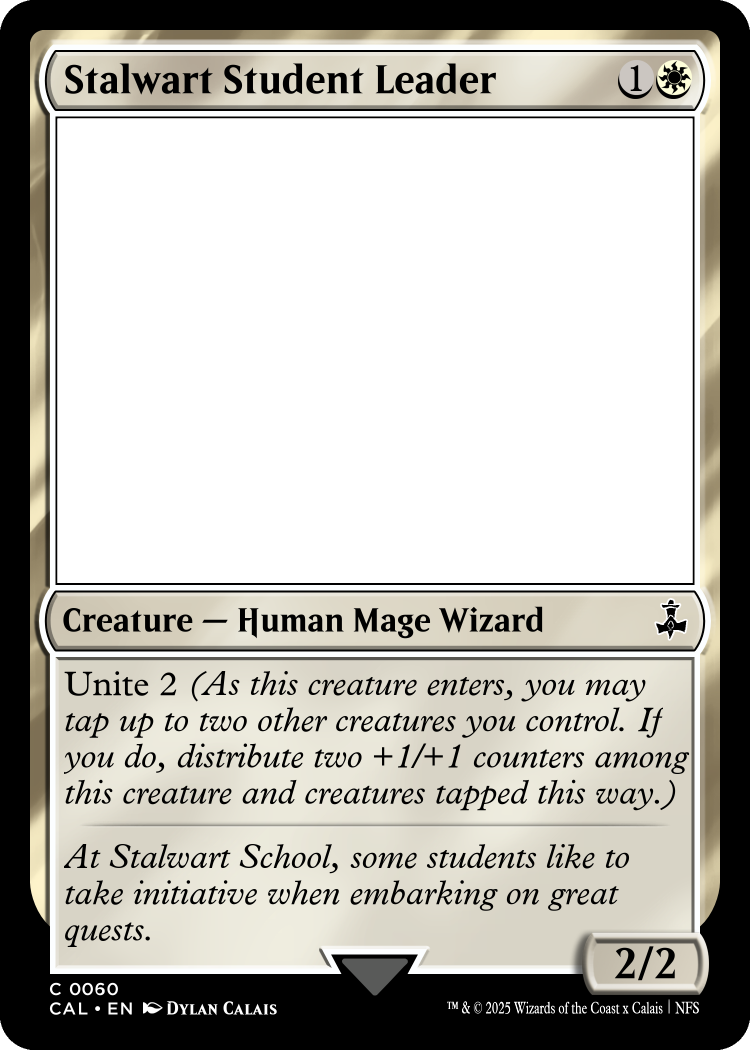 Stalwart Student Leader 1
Creature — Human Mage Wizard
Unite 2 (As this creature enters, you may
tap up to two other creatures you control. If
you do, distribute two +1/+1 counters among
this creature and creatures tapped this way.)
At Stalwart School, some students like to
take initiative when embarking on great
quests.
2/2
C 0060
CAL • EN Dylan Calais
™ & © 2025 Wizards of the Coast x Calais | NFS